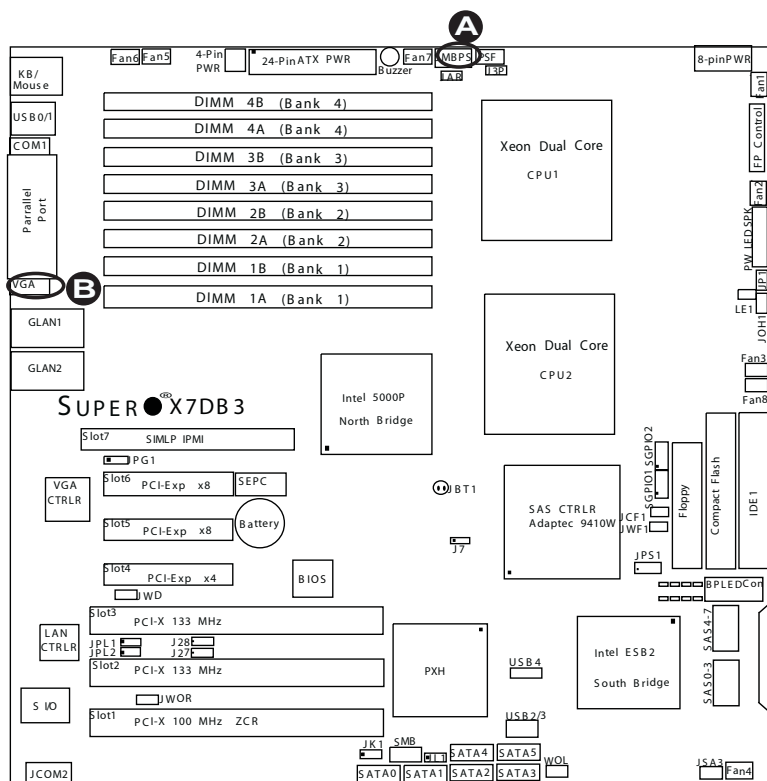 A
Fan6
Fan5
4-Pin
PWR
24-Pin ATX PWR
Buzzer
Fan7
SMBPS
PSF
JAR
J3P
8-pinPWR
KB/
Mouse
USB0/1
COM1
Parrallel
Port
VGA
B
GLAN1
GLAN2
DIMM 4B (Bank 4)
DIMM 4A (Bank 4)
DIMM 3B (Bank 3)
DIMM 3A (Bank 3)
DIMM 2B (Bank 2)
DIMM 2A (Bank 2)
DIMM 1B (Bank 1)
DIMM 1A (Bank 1)
Xeon Dual Core
CPU1
Xeon Dual Core
CPU2
Fan1
FP Control
Fan2
PW LED SPK
JP1
LE1
JOH1
Fan3
Fan8
Intel 5000P
North Bridge
SUPER ® X7DB3
Slot7
SIMLP IPMI
JPG1
VGA
CTRLR
Slot6
PCI-Exp x8
SEPC
Slot5
PCI-Exp x8
Battery
Slot4
PCI-Exp x4
JWD
BIOS
JBT1
J7
SAS CTRLR
Adaptec 9410W
SGPIO1 SGPIO2
JCF1
JWF1
JPS1
Floppy
Compact Flash
IDE1
BPLEDCon
Slot3
PCI-X 133 MHz
LAN
CTRLR
JPL1
JPL2
J28
J27
Slot2
PCI-X 133 MHz
JWOR
S I/O
Slot1
PCI-X 100 MHz ZCR
JCOM2
PXH
USB4
USB2/3
Intel ESB2
South Bridge
SAS4-7
SAS0-3
JK1
SMB
JL1
SATA4
SATA5
SATA0
SATA1
SATA2
SATA3
WOL
JSA3
Fan4